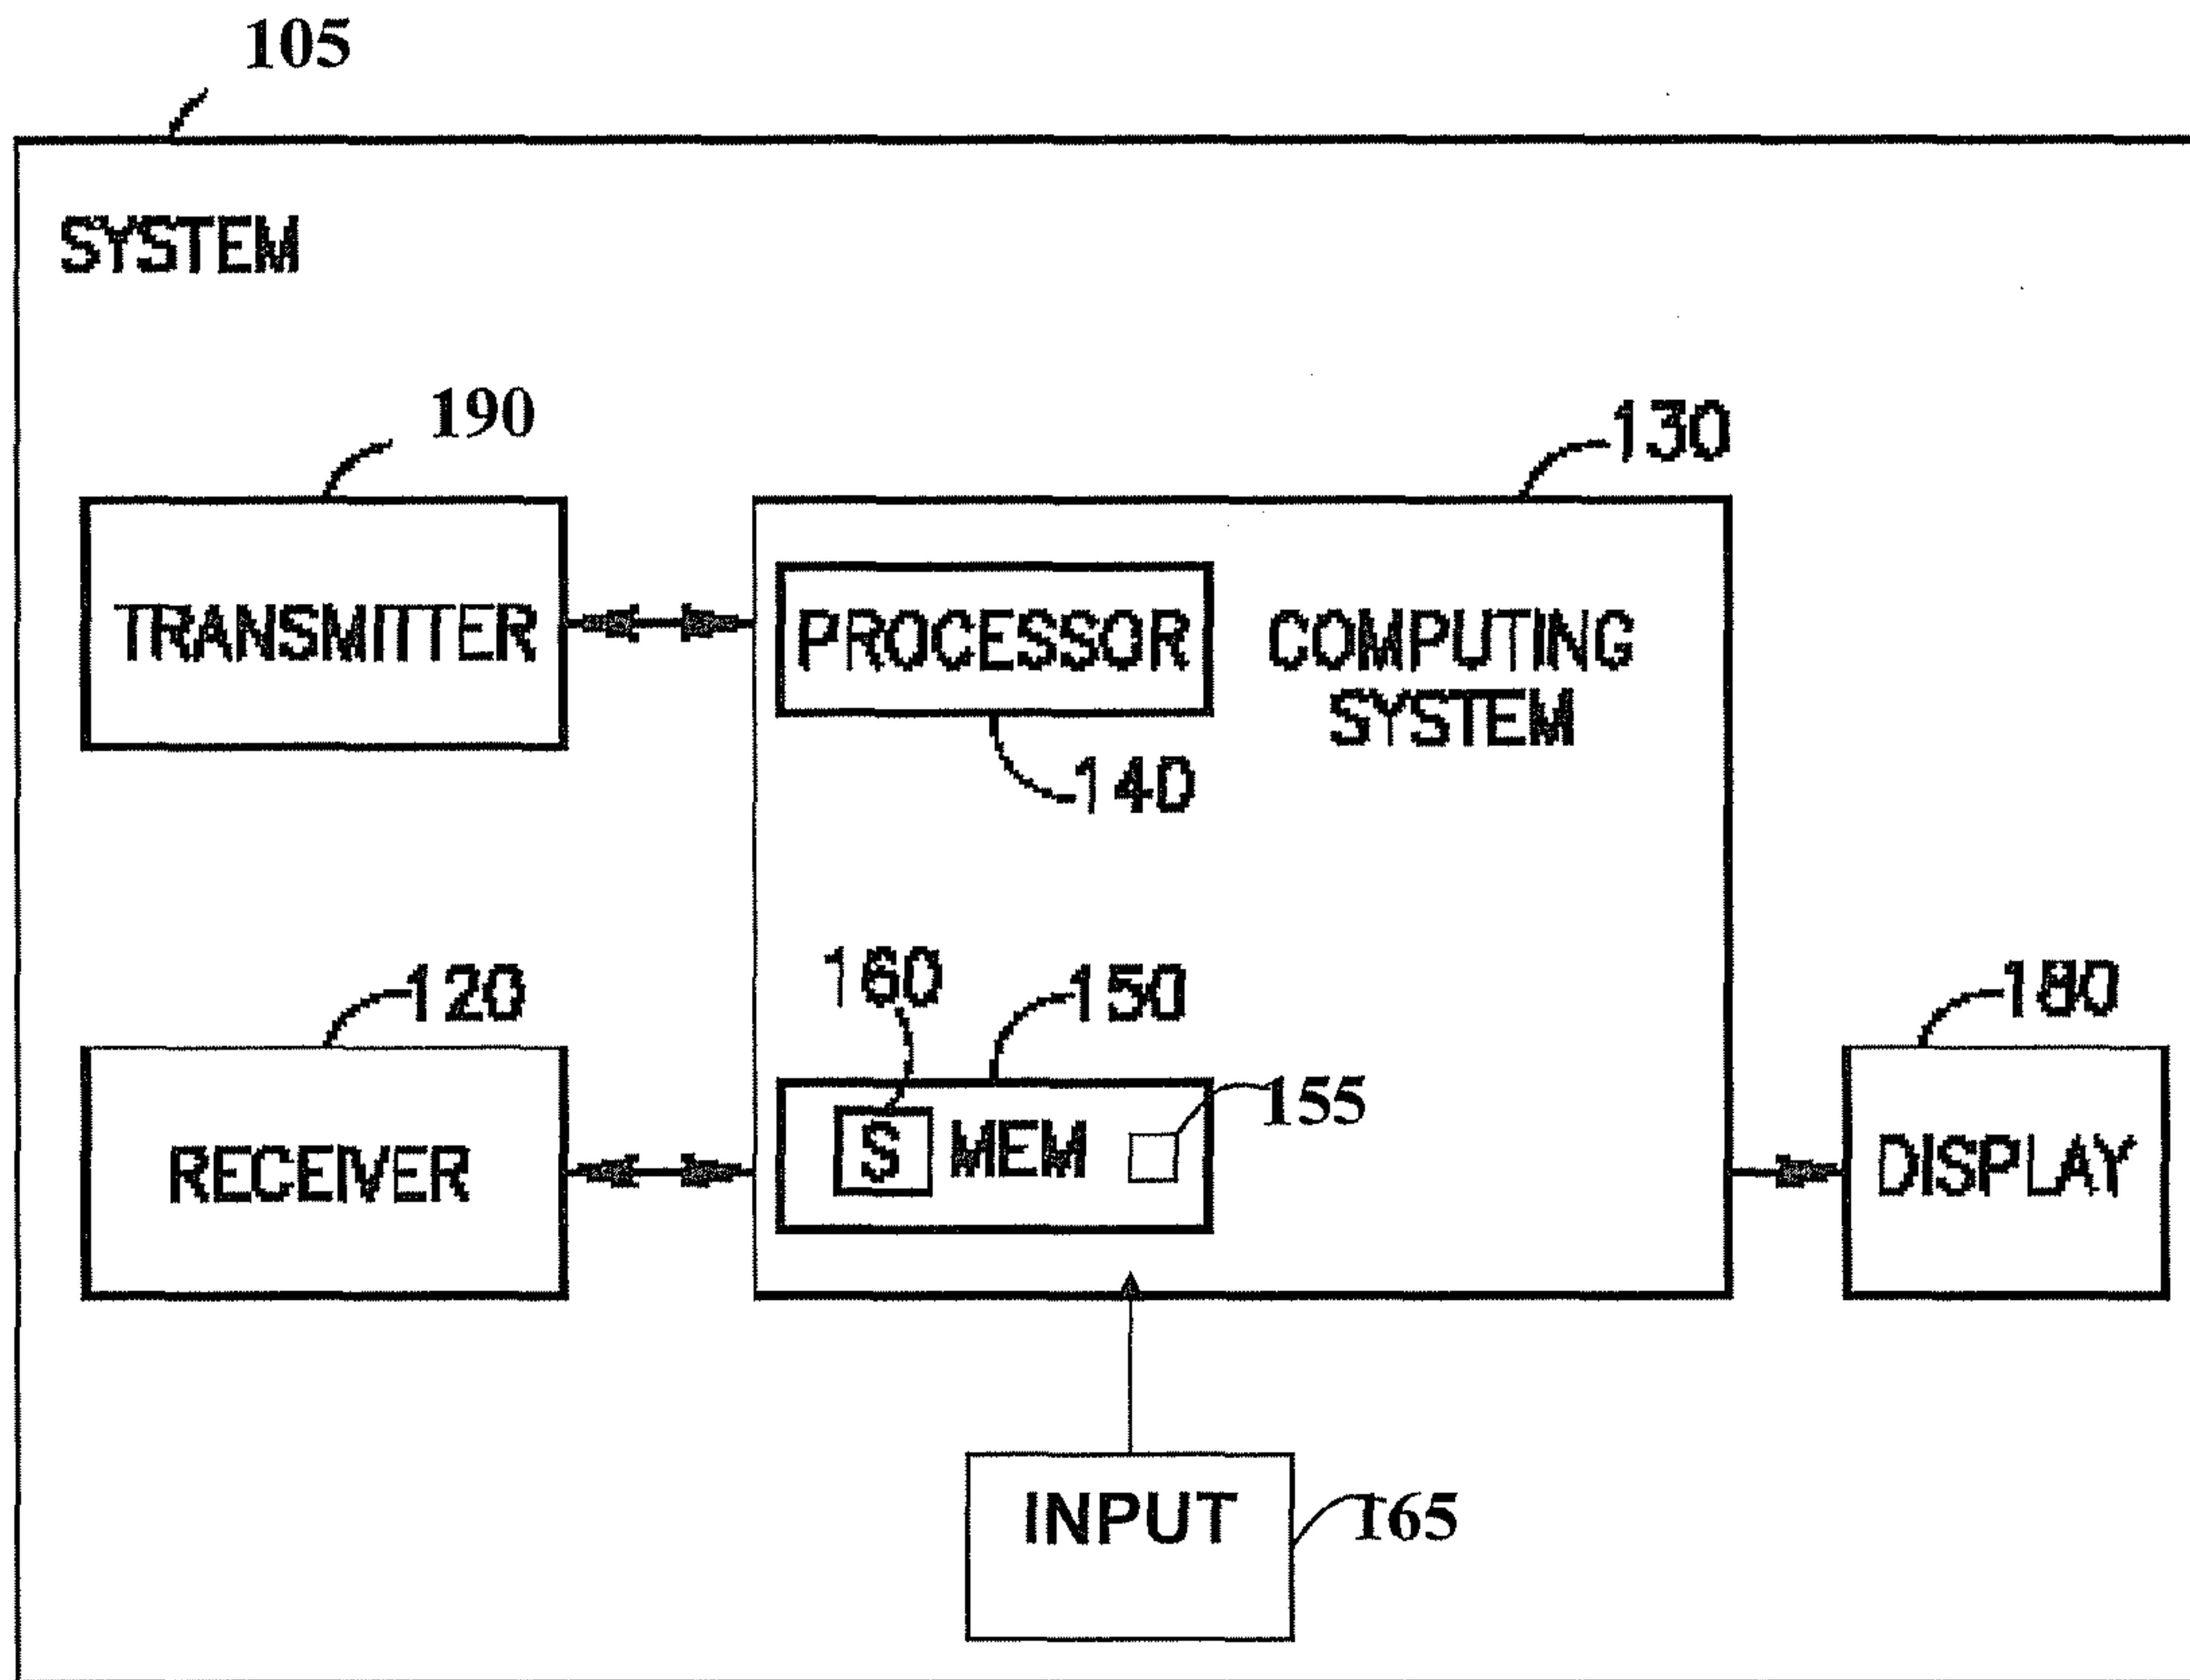 105
SYSTEM
190
130
TRANSMITTER
PROCESSOR
COMPUTING
SYSTEM
140
120
160
150
180
155
RECEIVER
S
MEM
DISPLAY
INPUT
165